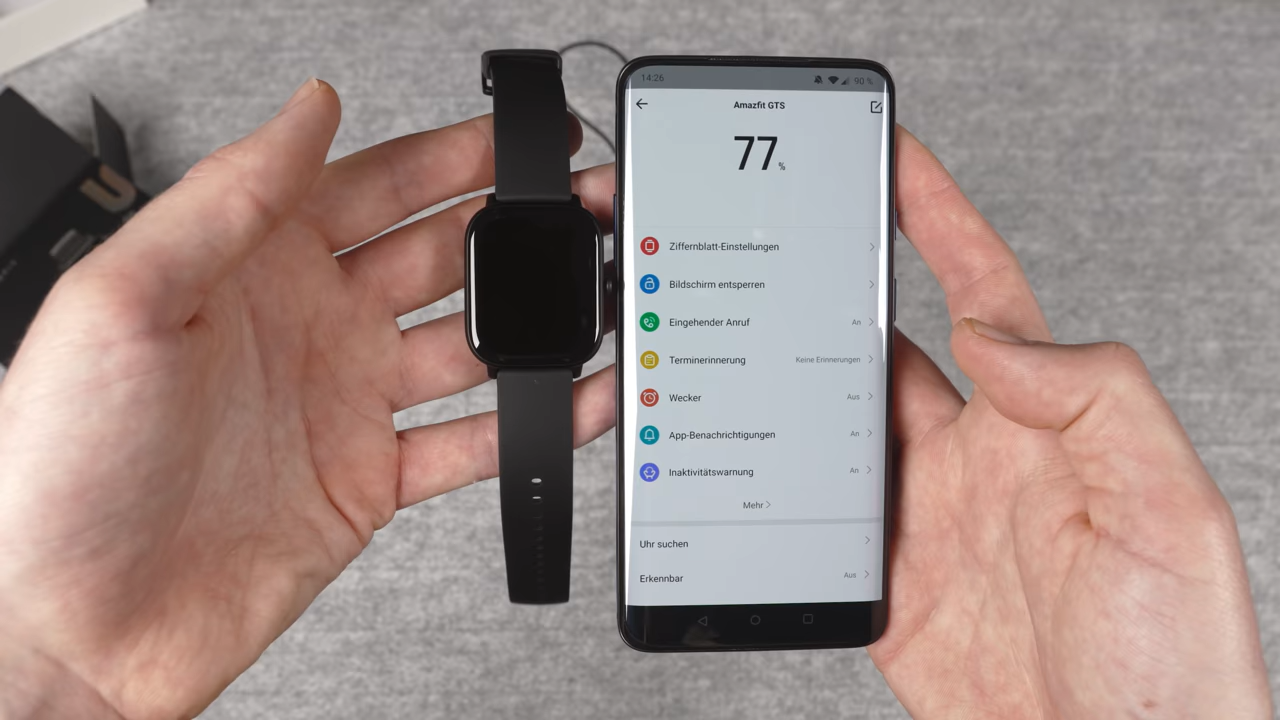 14:26
90 %
Amazfit GTS
77%
Ziffernblatt-Einstellungen
Bildschirm entsperren
Eingehender Anruf An
Terminerinnerung Keine Erinnerungen
Wecker Aus
App-Benachrichtigungen An
Inaktivitätswarnung An
Mehr
Uhr suchen
Erkennbar Aus